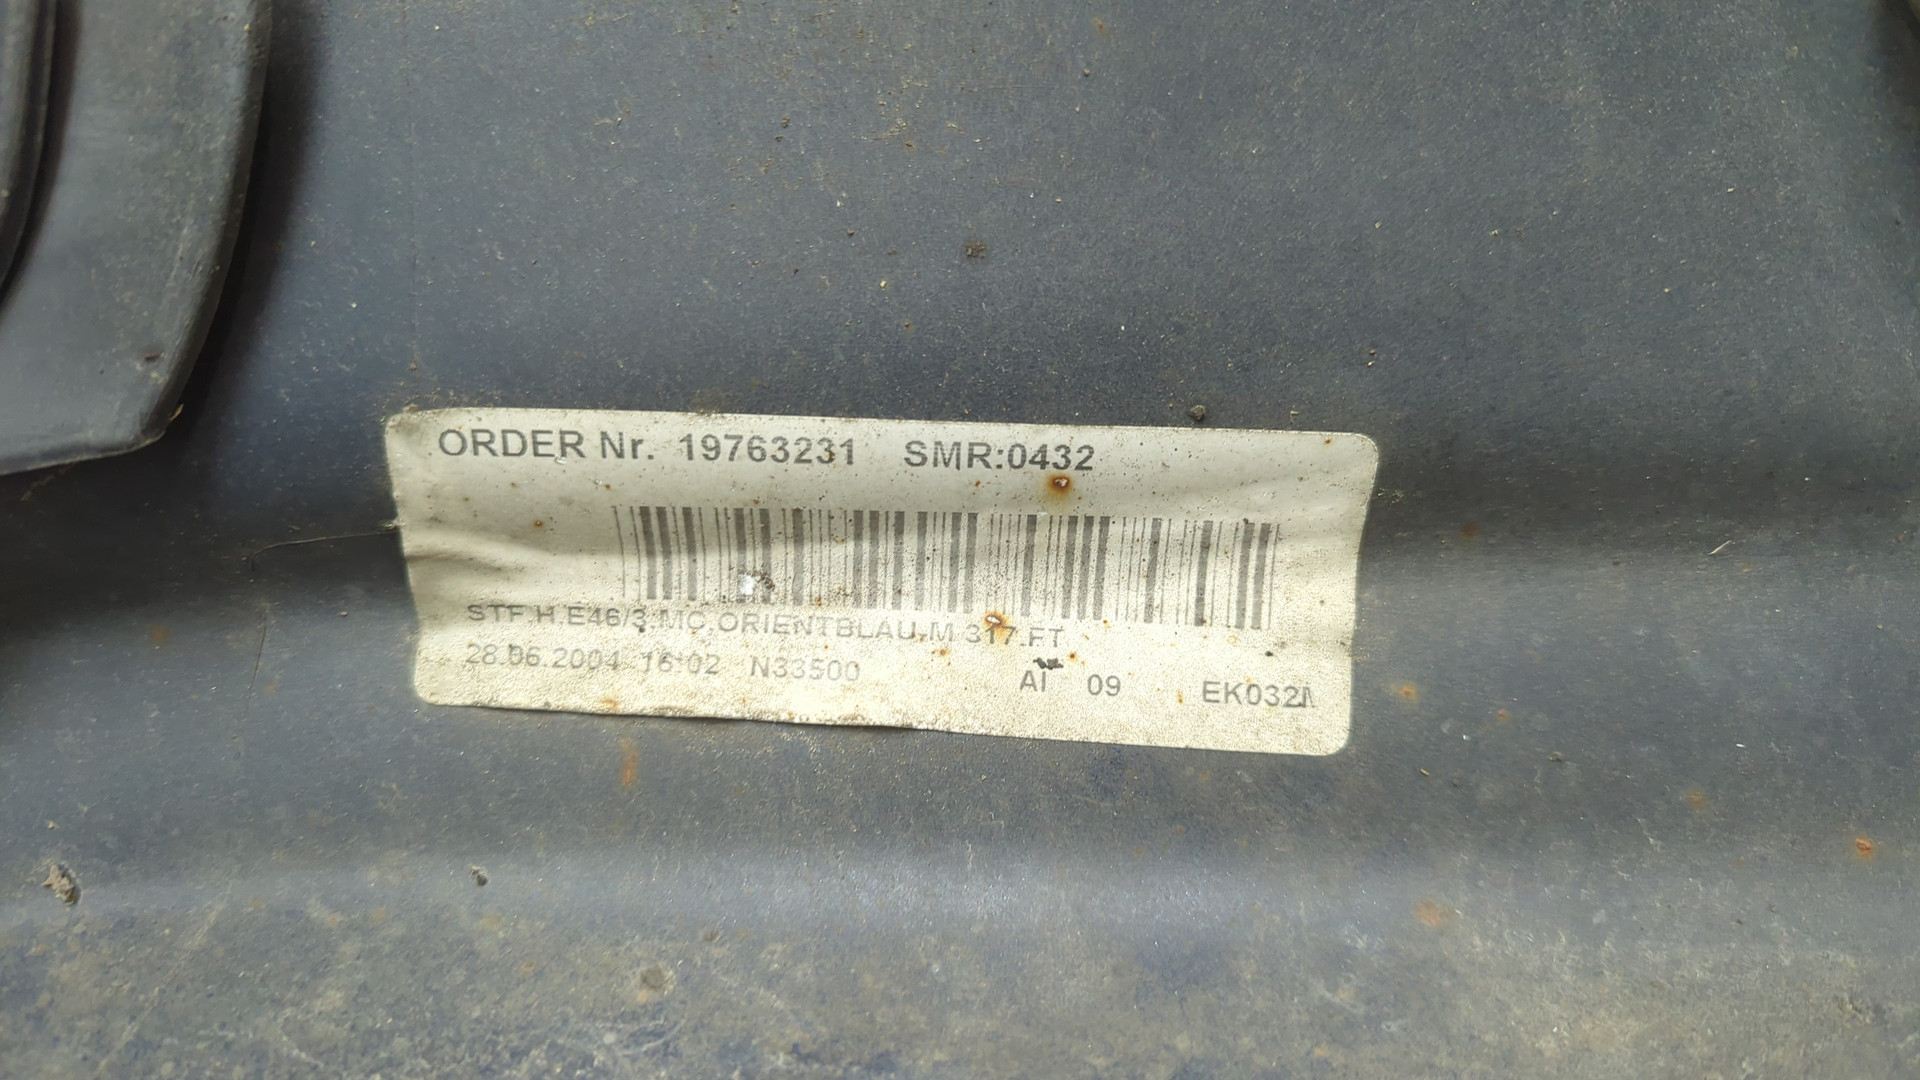 ORDER Nr. 19763231 SMR:0432
STF.H.E46/3.MC.ORIENTBLAU.M 317.FT
28.06.2004 16:02 N33500 AI 09 EK032M